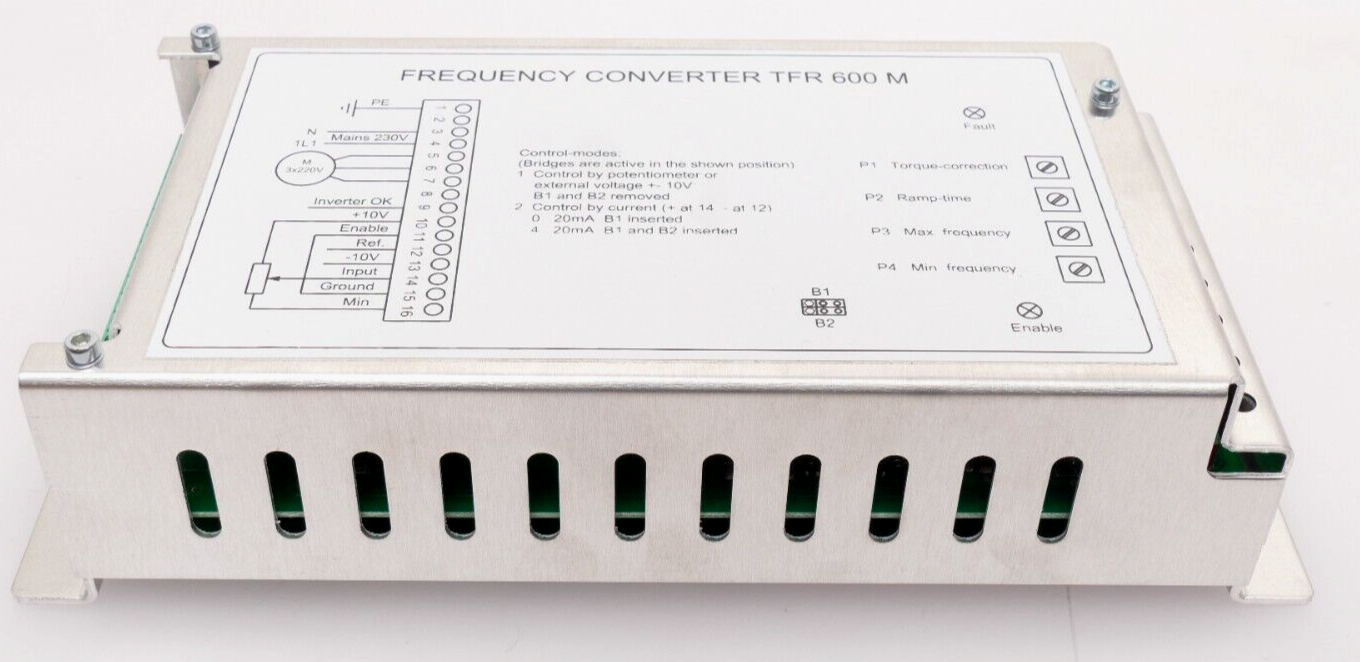 FREQUENCY CONVERTER TFR 600 M
PE
N
Mains 230V
1L1
M
3x220V
Inverter OK
+10V
Enable
Ref.
-10V
Input
Ground
Min
1
2
3
4
5
6
7
8
9
10
11
12
13
14
15
16
Control-modes:
(Bridges are active in the shown position)
1 Control by potentiometer or
external voltage +- 10V
B1 and B2 removed
2 Control by current (+ at 14 - at 12)
0 20mA B1 inserted
4 20mA B1 and B2 inserted
B1
B2
Fault
P1 Torque-correction
P2 Ramp-time
P3 Max frequency
P4 Min frequency
Enable